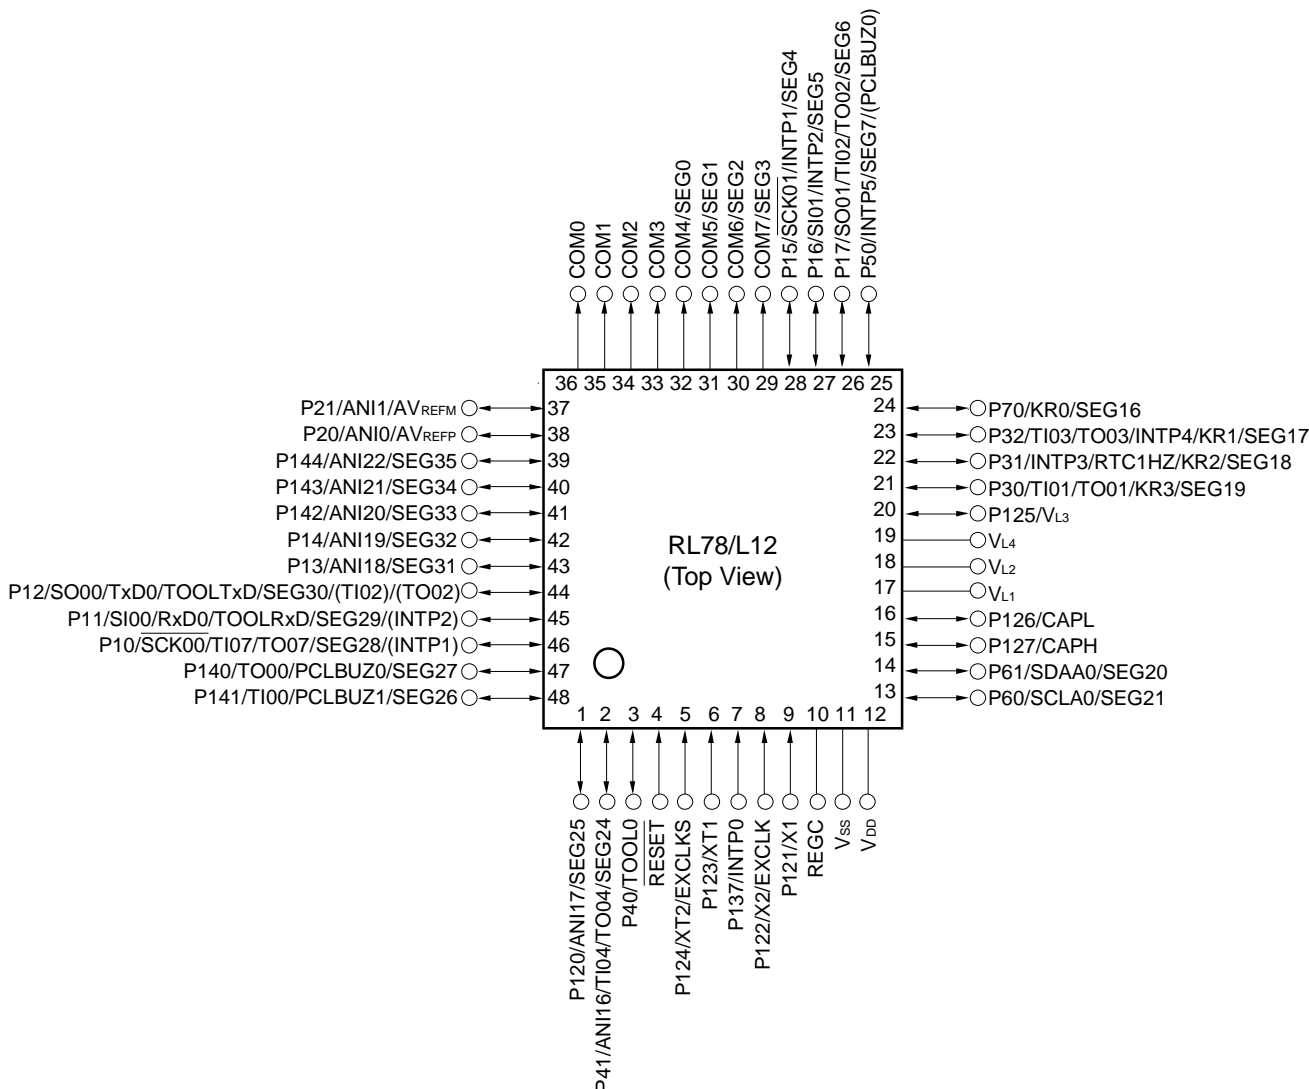 COM0
COM1
COM2
COM3
COM4/SEG0
COM5/SEG1
COM6/SEG2
COM7/SEG3
P15/SCK01/INTP1/SEG4
P16/SI01/INTP2/SEG5
P17/SO01/TI02/TO02/SEG6
P50/INTP5/SEG7/(PCLBUZ0)
36 35 34 33 32 31 30 29 28 27 26 25
P21/ANI1/AVREFM 37
P20/ANI0/AVREFP 38
P144/ANI22/SEG35 39
P143/ANI21/SEG34 40
P142/ANI20/SEG33 41
P14/ANI19/SEG32 42
P13/ANI18/SEG31 43
P12/SO00/TxD0/TOOLTxD/SEG30/(TI02)/(TO02) 44
P11/SI00/RxD0/TOOLRxD/SEG29/(INTP2) 45
P10/SCK00/TI07/TO07/SEG28/(INTP1) 46
P140/TO00/PCLBUZ0/SEG27 47
P141/TI00/PCLBUZ1/SEG26 48
RL78/L12
(Top View)
24 P70/KR0/SEG16
23 P32/TI03/TO03/INTP4/KR1/SEG17
22 P31/INTP3/RTC1HZ/KR2/SEG18
21 P30/TI01/TO01/KR3/SEG19
20 P125/VL3
19 VL4
18 VL2
17 VL1
16 P126/CAPL
15 P127/CAPH
14 P61/SDAA0/SEG20
13 P60/SCLA0/SEG21
1 2 3 4 5 6 7 8 9 10 11 12
P120/ANI17/SEG25
P41/ANI16/TI04/TO04/SEG24
P40/TOOL0
RESET
P124/XT2/EXCLKS
P123/XT1
P137/INTP0
P122/X2/EXCLK
P121/X1
REGC
VSS
VDD